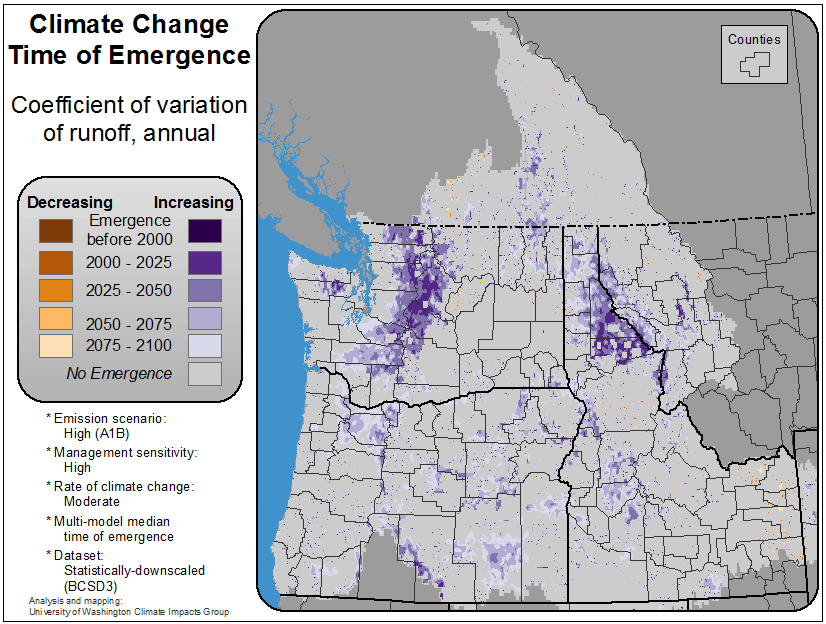 Climate Change
Time of Emergence
Coefficient of variation
of runoff, annual
Counties
Decreasing Increasing
Emergence
before 2000
2000 - 2025
2025 - 2050
2050 - 2075
2075 - 2100
No Emergence
* Emission scenario:
High (A1B)
* Management sensitivity:
High
* Rate of climate change:
Moderate
* Multi-model median
time of emergence
* Dataset:
Statistically-downscaled
(BCSD3)
Analysis and mapping:
University of Washington Climate Impacts Group